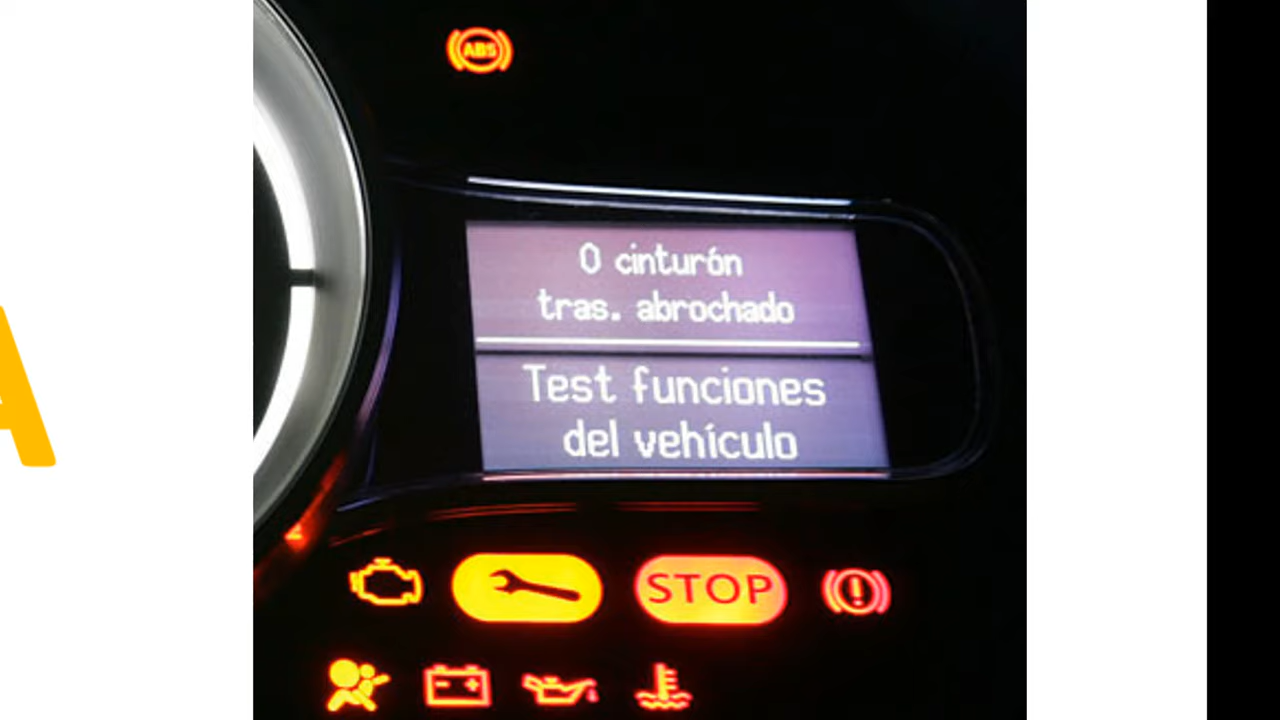 A
ABS
0 cinturón
tras. abrochado
Test funciones
del vehículo
STOP